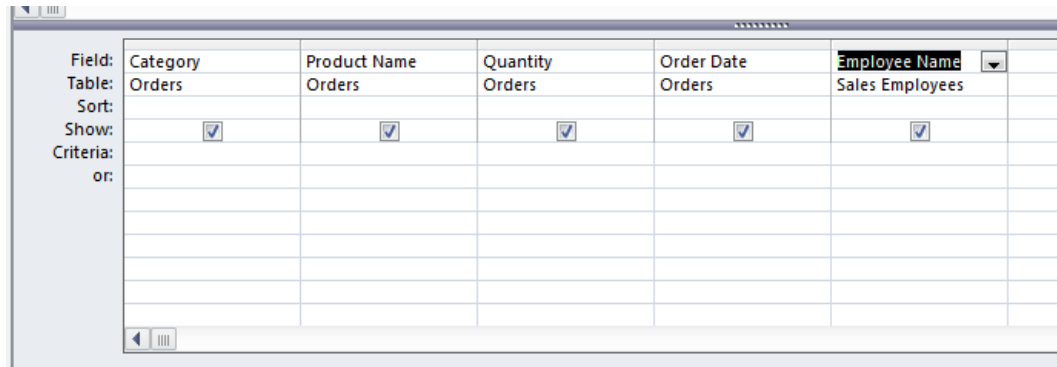 Field: Category Product Name Quantity Order Date Employee Name
Table: Orders Orders Orders Orders Sales Employees
Sort:
Show:
Criteria:
or: